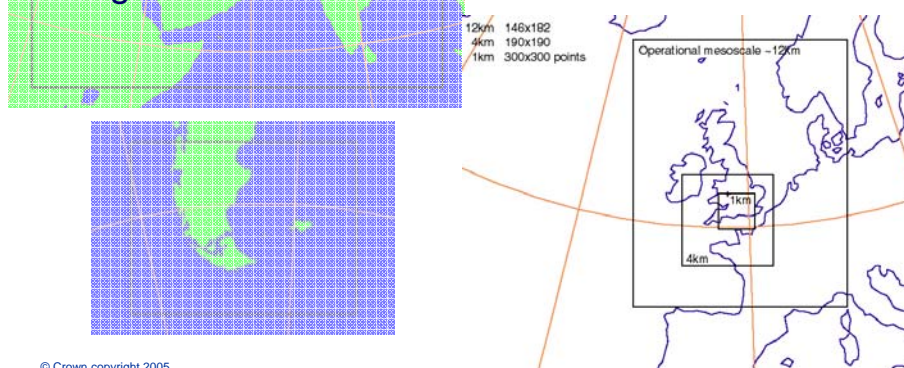 12km 146x182
4km 190x190
1km 300x300 points
Operational mesoscale ~12km
1km
4km
© Crown copyright 2005